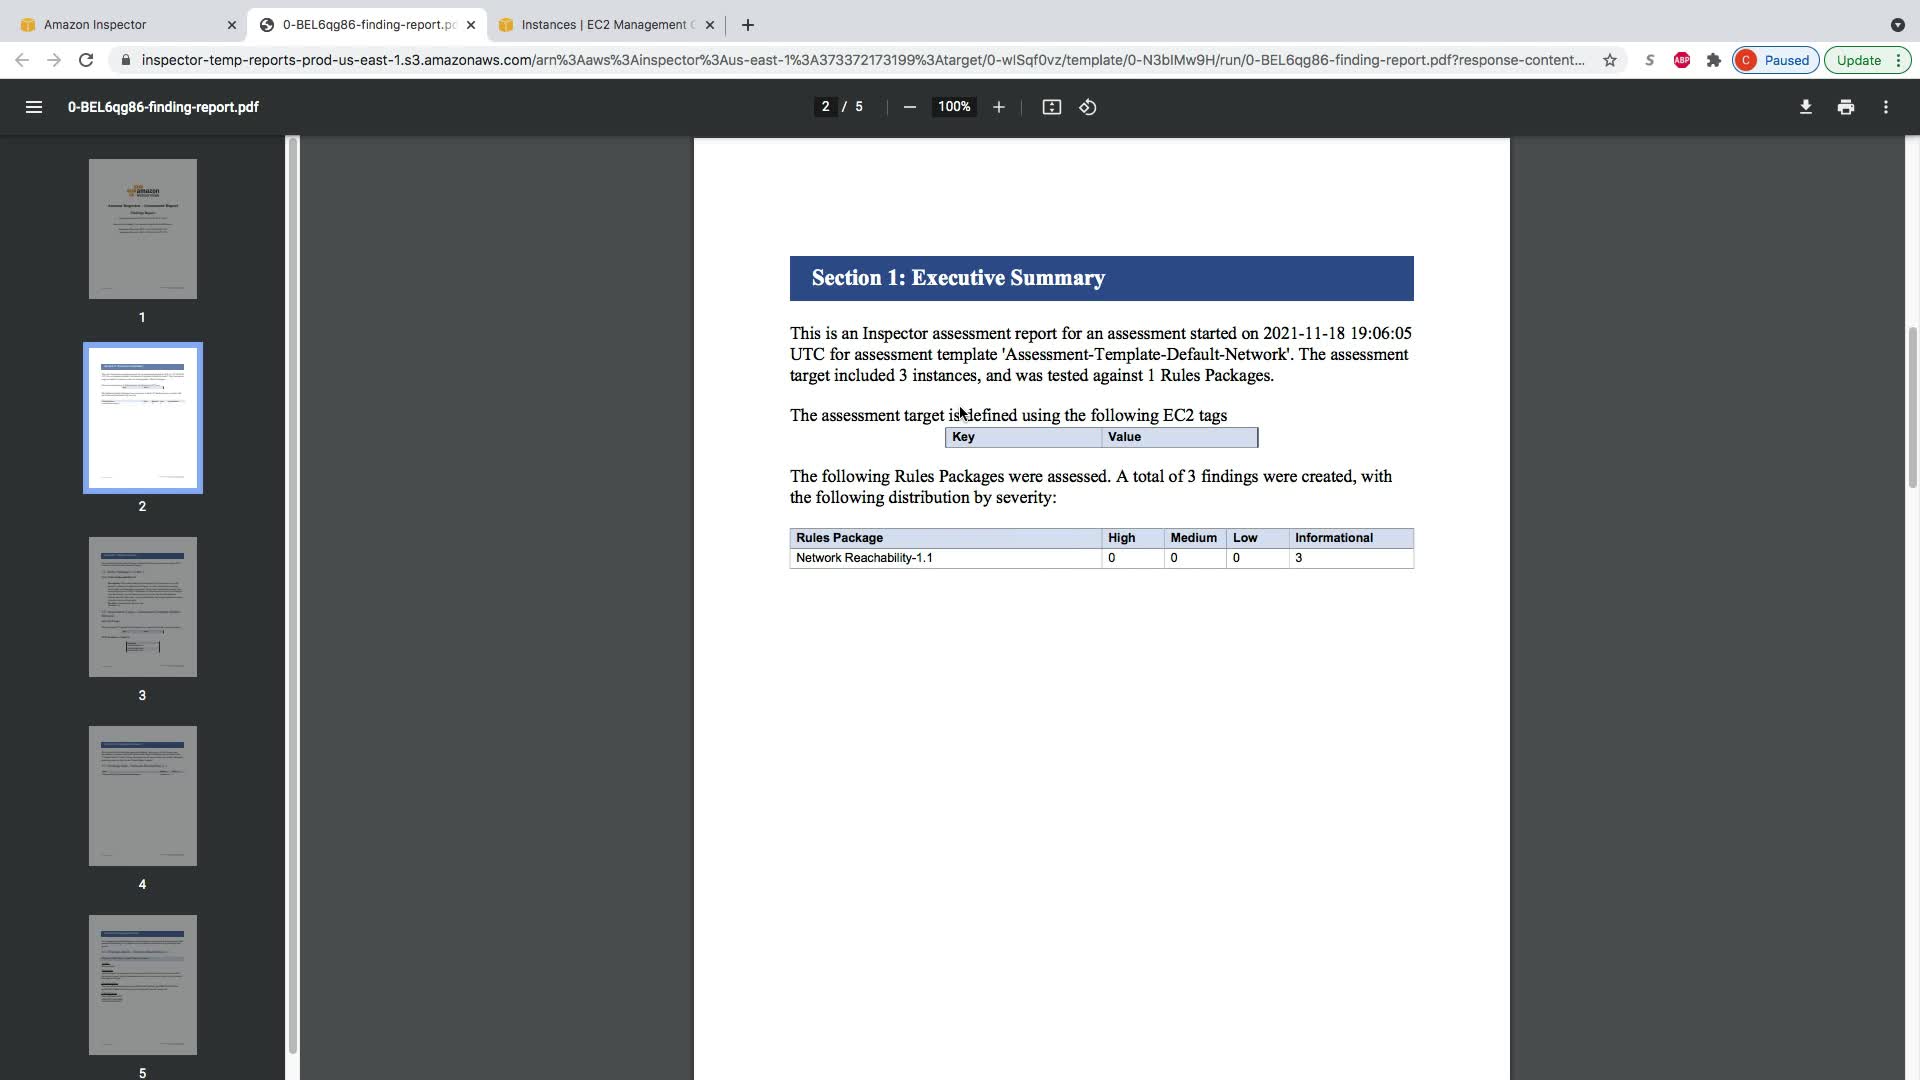 Amazon Inspector
0-BEL6qg86-finding-report.pd
Instances | EC2 Management C
inspector-temp-reports-prod-us-east-1.s3.amazonaws.com/arn%3Aaws%3Ainspector%3Aus-east-1%3A373372173199%3Atarget/0-wlSqf0vz/template/0-N3blMw9H/run/0-BEL6qg86-finding-report.pdf?response-content...
S
ABP
C Paused
Update
0-BEL6qg86-finding-report.pdf
2 / 5
100%
amazon
1
2
3
4
5
Section 1: Executive Summary
This is an Inspector assessment report for an assessment started on 2021-11-18 19:06:05
UTC for assessment template 'Assessment-Template-Default-Network'. The assessment
target included 3 instances, and was tested against 1 Rules Packages.
The assessment target is defined using the following EC2 tags
Key Value
The following Rules Packages were assessed. A total of 3 findings were created, with
the following distribution by severity:
Rules Package High Medium Low Informational
Network Reachability-1.1 0 0 0 3